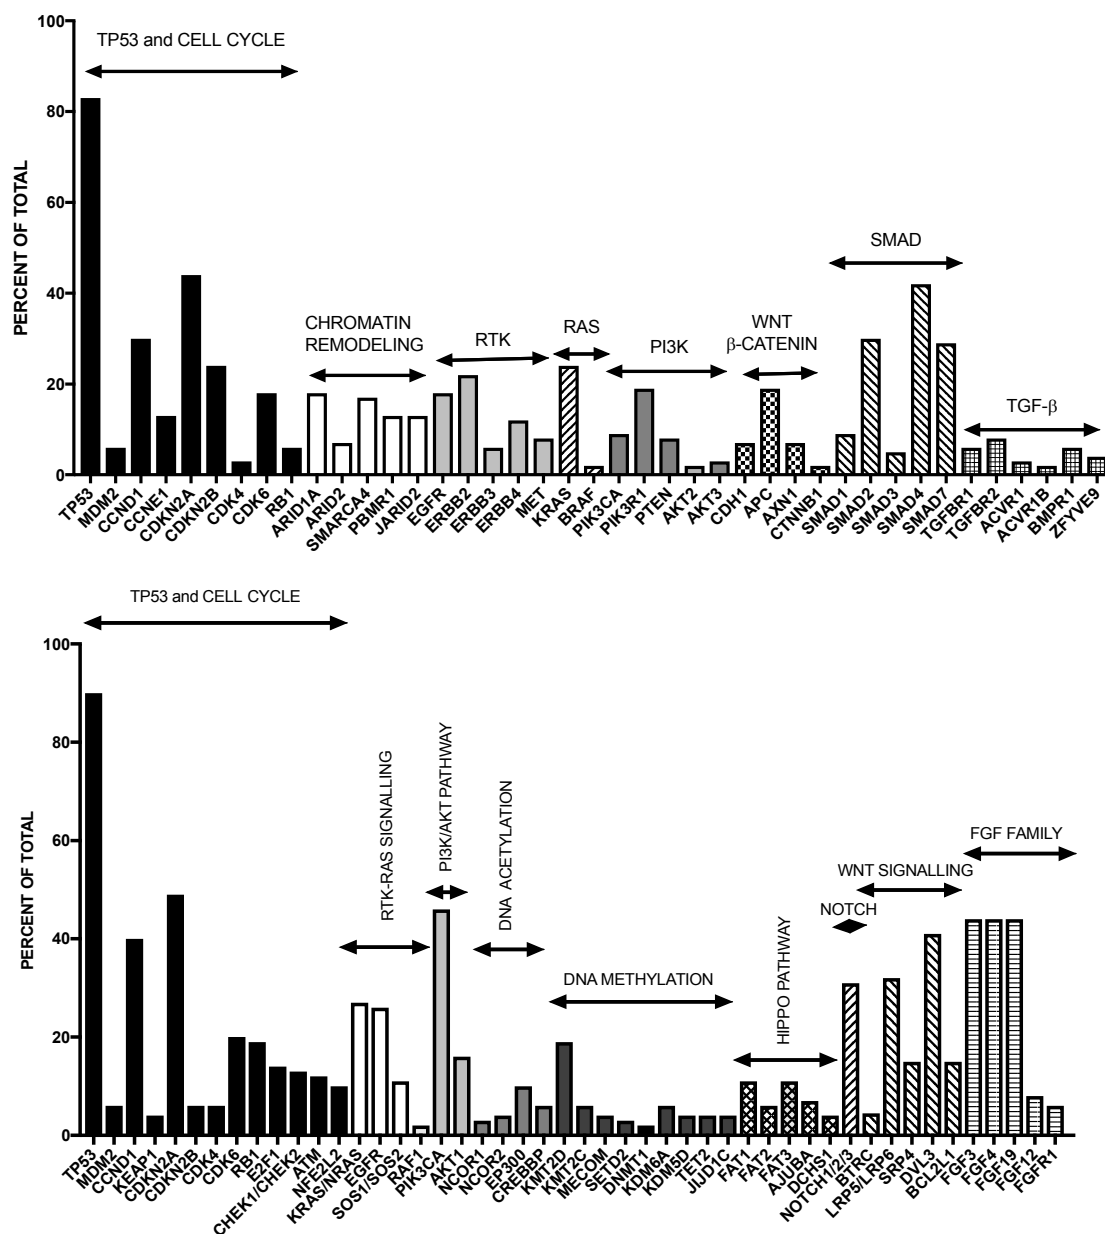 100
TP53 and CELL CYCLE
80
60
SMAD
40
CHROMATIN
REMODELING
RTK
RAS
PI3K
WNT
β-CATENIN
20
TGF-β
0
PERCENT OF TOTAL
TP53
MDM2
CCND1
CCNE1
CDKN2A
CDKN2B
CDK4
CDK6
RB1
ARID1A
ARID2
SMARCA4
PBMR1
JARID2
EGFR
ERBB2
ERBB3
ERBB4
MET
KRAS
BRAF
PIK3CA
PIK3R1
PTEN
AKT2
AKT3
CDH1
APC
AXN1
CTNNB1
SMAD1
SMAD2
SMAD3
SMAD4
SMAD7
TGFBR1
TGFBR2
ACVR1
ACVR1B
BMPR1
ZFYVE9
TP53 and CELL CYCLE
100
80
60
40
20
0
PERCENT OF TOTAL
RTK-RAS SIGNALLING
PI3K/AKT PATHWAY
DNA ACETYLATION
DNA METHYLATION
HIPPO PATHWAY
NOTCH
WNT SIGNALLING
FGF FAMILY
TP53
MDM2
CCND1
KEAP1
CDKN2A
CDKN2B
CDK4
CDK6
RB1
E2F1
CHEK1/CHEK2
ATM
NFE2L2
KRAS/NRAS
EGFR
SOS1/SOS2
RAF1
PIK3CA
AKT1
NCOR1
NCOR2
EP300
CREBBP
KMT2D
KMT2C
MECOM
SETD2
DNMT1
KDM6A
KDM5D
TET2
JIJD1C
FAT1
FAT2
FAT3
AJUBA
DCHS1
NOTCH1/2/3
BTRC
LRP5/LRP6
SRP4
DVL3
BCL2L1
FGF3
FGF4
FGF19
FGF12
FGFR1